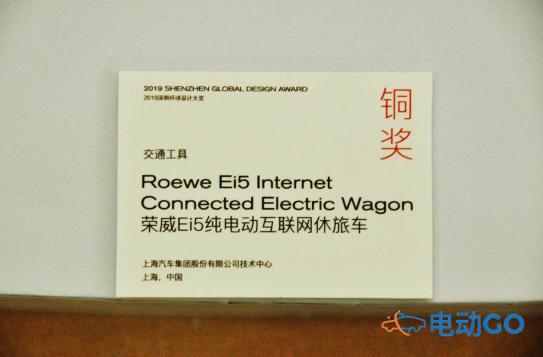 2019 SHENZHEN GLOBAL DESIGN AWARD
2019深圳环球设计大奖
铜奖
交通工具
Roewe Ei5 Internet
Connected Electric Wagon
荣威Ei5纯电动互联网休旅车
上海汽车集团股份有限公司技术中心
上海，中国
电动GO